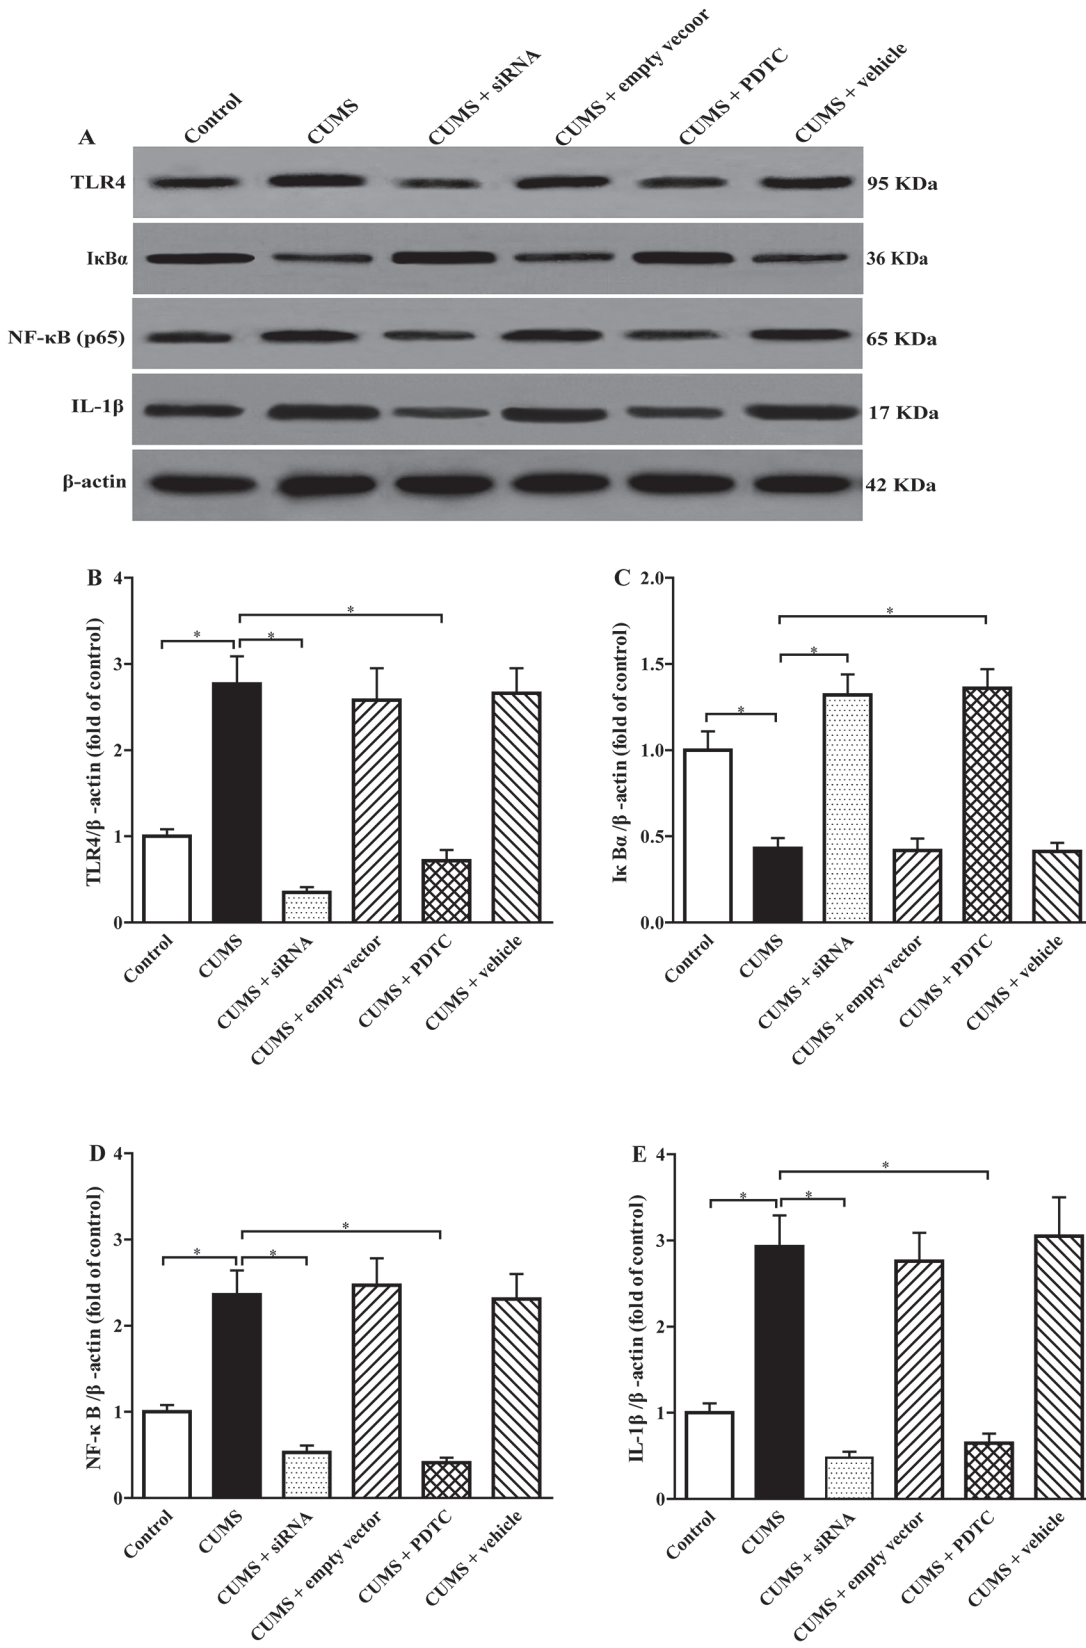 A
Control
CUMS
CUMS + siRNA
CUMS + empty vecoor
CUMS + PDTC
CUMS + vehicle
TLR4
95 KDa
IκBα
36 KDa
NF-κB (p65)
65 KDa
IL-1β
17 KDa
β-actin
42 KDa
B
TLR4/β -actin (fold of control)
4
3
2
1
0
*
*
*
Control
CUMS
CUMS + siRNA
CUMS + empty vector
CUMS + PDTC
CUMS + vehicle
C
Iκ Bα /β -actin (fold of control)
2.0
1.5
1.0
0.5
0.0
*
*
*
Control
CUMS
CUMS + siRNA
CUMS + empty vector
CUMS + PDTC
CUMS + vehicle
D
NF-κ B /β -actin (fold of control)
4
3
2
1
0
*
*
*
Control
CUMS
CUMS + siRNA
CUMS + empty vector
CUMS + PDTC
CUMS + vehicle
E
IL-1β /β -actin (fold of control)
4
3
2
1
0
*
*
*
Control
CUMS
CUMS + siRNA
CUMS + empty vector
CUMS + PDTC
CUMS + vehicle